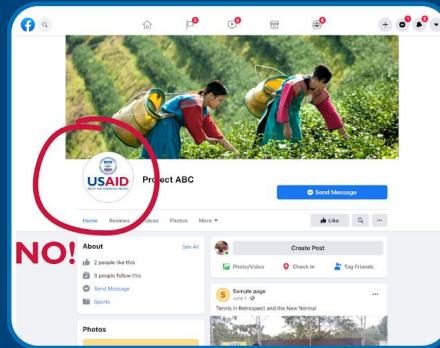 USAID
FROM THE AMERICAN PEOPLE
Project ABC
Send Message
Home Reviews Videos Photos More
Like
NO!
About See All
2 people like this
3 people follow this
Send Message
Sports
Photos
Create Post
Photo/Video Check in Tag Friends
S Sample page
June 1
Tennis in Retrospect and the New Normal